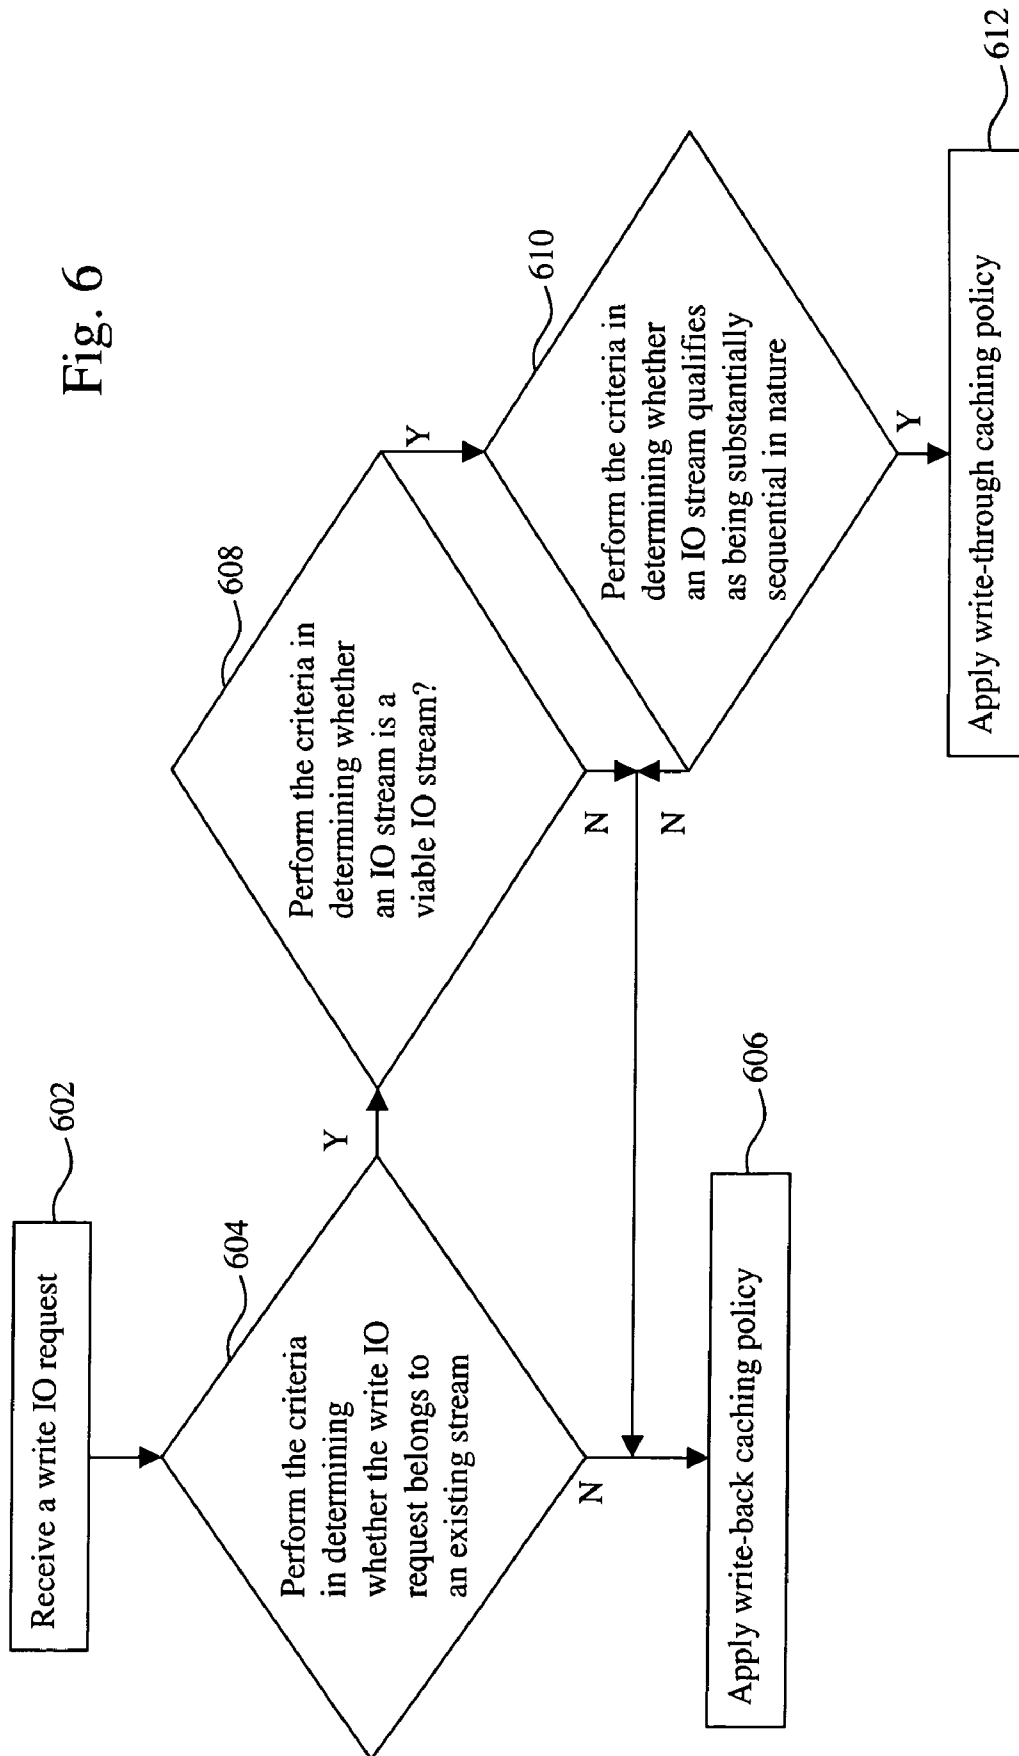 Fig. 6
Receive a write IO request
602
Perform the criteria
in determining
whether the write IO
request belongs to
an existing stream
604
Y
N
Apply write-back caching policy
606
Perform the criteria in
determining whether
an IO stream is a
viable IO stream?
608
Y
N
N
Perform the criteria in
determining whether
an IO stream qualifies
as being substantially
sequential in nature
610
Y
Apply write-through caching policy
612